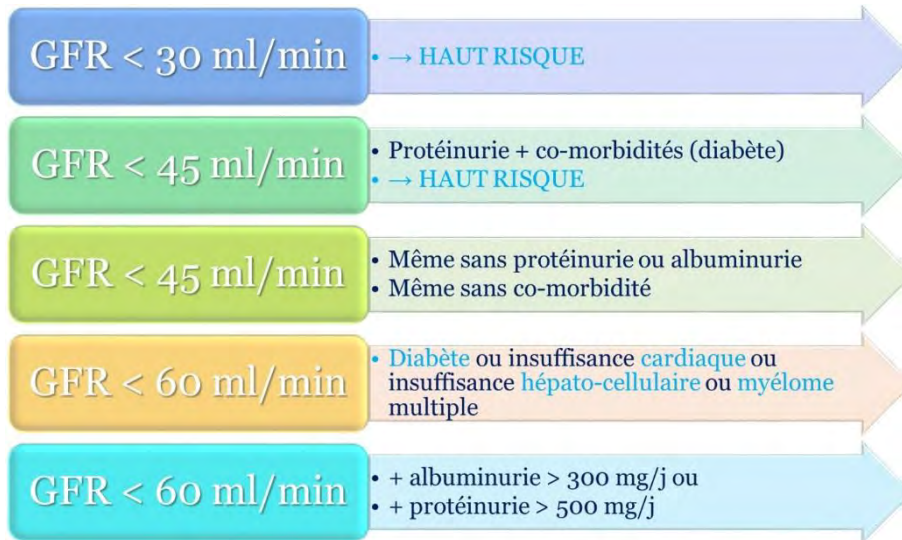 GFR < 30 ml/min
• → HAUT RISQUE
GFR < 45 ml/min
• Protéinurie + co-morbidités (diabète)
• → HAUT RISQUE
GFR < 45 ml/min
• Même sans protéinurie ou albuminurie
• Même sans co-morbidité
GFR < 60 ml/min
• Diabète ou insuffisance cardiaque ou
insuffisance hépato-cellulaire ou myélome
multiple
GFR < 60 ml/min
• + albuminurie > 300 mg/j ou
• + protéinurie > 500 mg/j